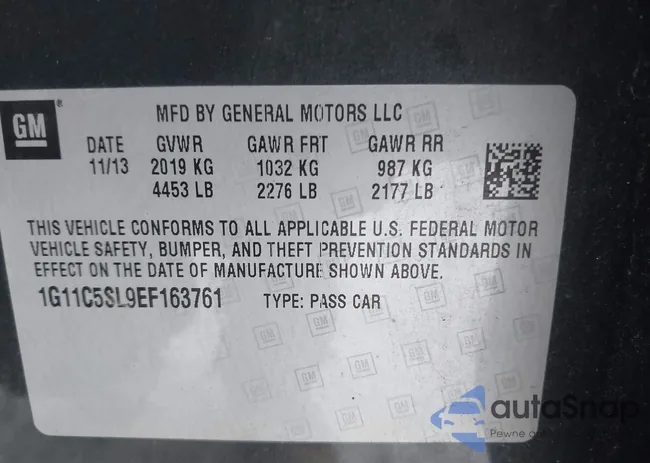 GM
MFD BY GENERAL MOTORS LLC
DATE GVWR GAWR FRT GAWR RR
11/13 2019 KG 1032 KG 987 KG
4453 LB 2276 LB 2177 LB
THIS VEHICLE CONFORMS TO ALL APPLICABLE U.S. FEDERAL MOTOR
VEHICLE SAFETY, BUMPER, AND THEFT PREVENTION STANDARDS IN
EFFECT ON THE DATE OF MANUFACTURE SHOWN ABOVE.
1G11C5SL9EF163761 TYPE: PASS CAR
autoSnap
Pewne